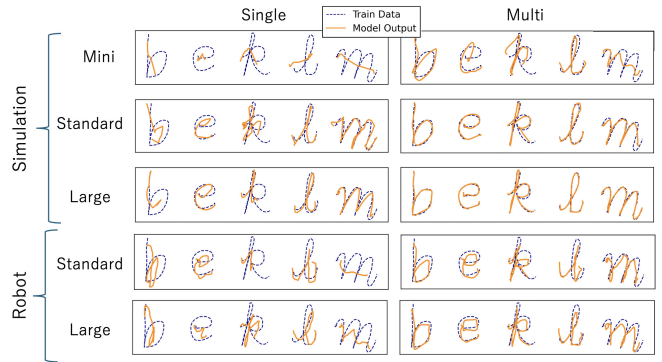 Single
Train Data
Model Output
Multi
Simulation
Mini
b e k l m
b e k l m
Standard
b e k l m
b e k l m
Large
b e k l m
b e k l m
Robot
Standard
b e k l m
b e k l m
Large
b e k l m
b e k l m